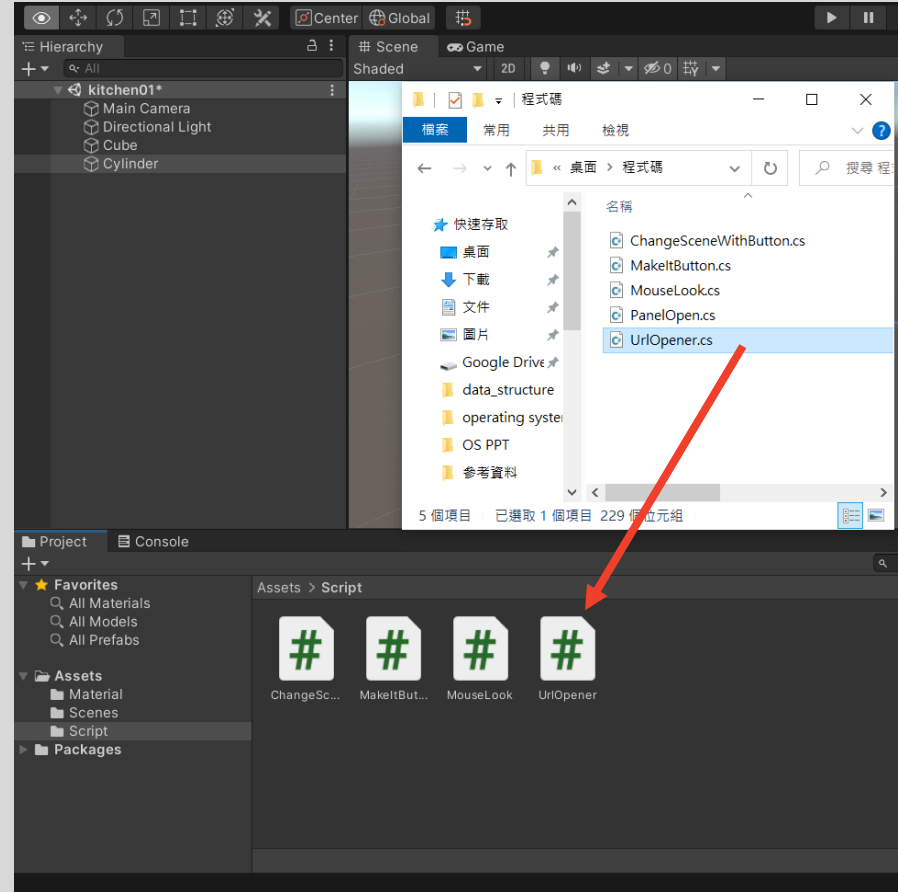 Center Global
Hierarchy
# Scene Game
All
Shaded 2D 0
kitchen01*
Main Camera
Directional Light
Cube
Cylinder
程式碼
檔案 常用 共用 檢視
« 桌面 > 程式碼
搜尋 程
名稱
快速存取
桌面
下載
文件
圖片
Google Drive
data_structure
operating syste
OS PPT
參考資料
ChangeSceneWithButton.cs
MakeItButton.cs
MouseLook.cs
PanelOpen.cs
UrlOpener.cs
5 個項目 已選取 1 個項目 229 個位元組
Project Console
Favorites
All Materials
All Models
All Prefabs
Assets
Material
Scenes
Script
Packages
Assets > Script
# # # #
ChangeSc... MakeItBut... MouseLook UrlOpener